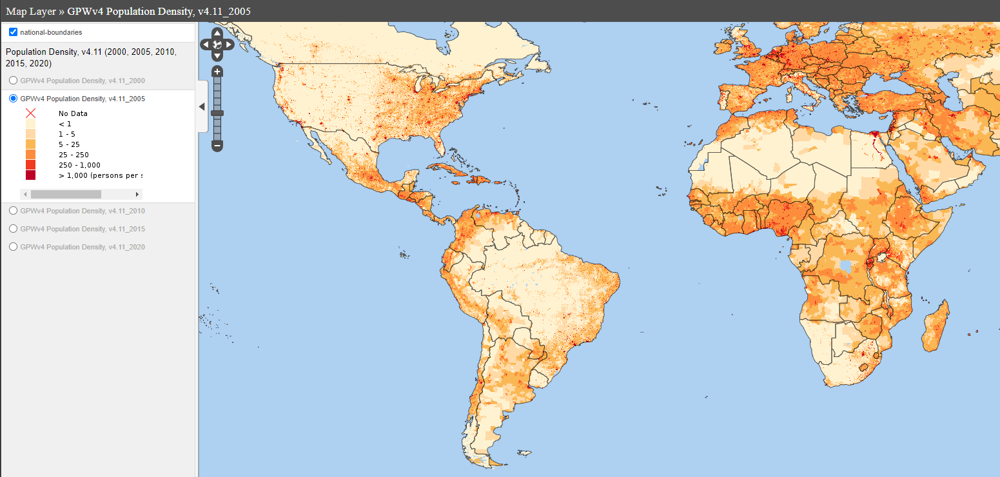 Map Layer » GPWv4 Population Density, v4.11_2005
national-boundaries
Population Density, v4.11 (2000, 2005, 2010,
2015, 2020)
GPWv4 Population Density, v4.11_2000
GPWv4 Population Density, v4.11_2005
No Data
< 1
1 - 5
5 - 25
25 - 250
250 - 1,000
> 1,000 (persons per s
GPWv4 Population Density, v4.11_2010
GPWv4 Population Density, v4.11_2015
GPWv4 Population Density, v4.11_2020